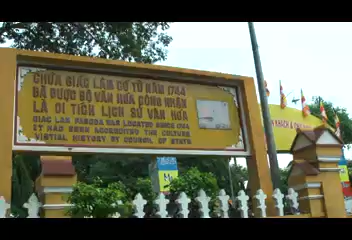 CHÙA GIÁC LÂM CÓ TỪ NĂM 1744
ĐÃ ĐƯỢC BỘ VĂN HÓA CÔNG NHẬN
LÀ DI TÍCH LỊCH SỬ VĂN HÓA
GIAC LAM PAGODA WAS LOCATED SINCE 1744
IT HAD BEEN ACCREDITED THE CULTURE
VISTIAL HISTORY BY COUNCIL OF STATE